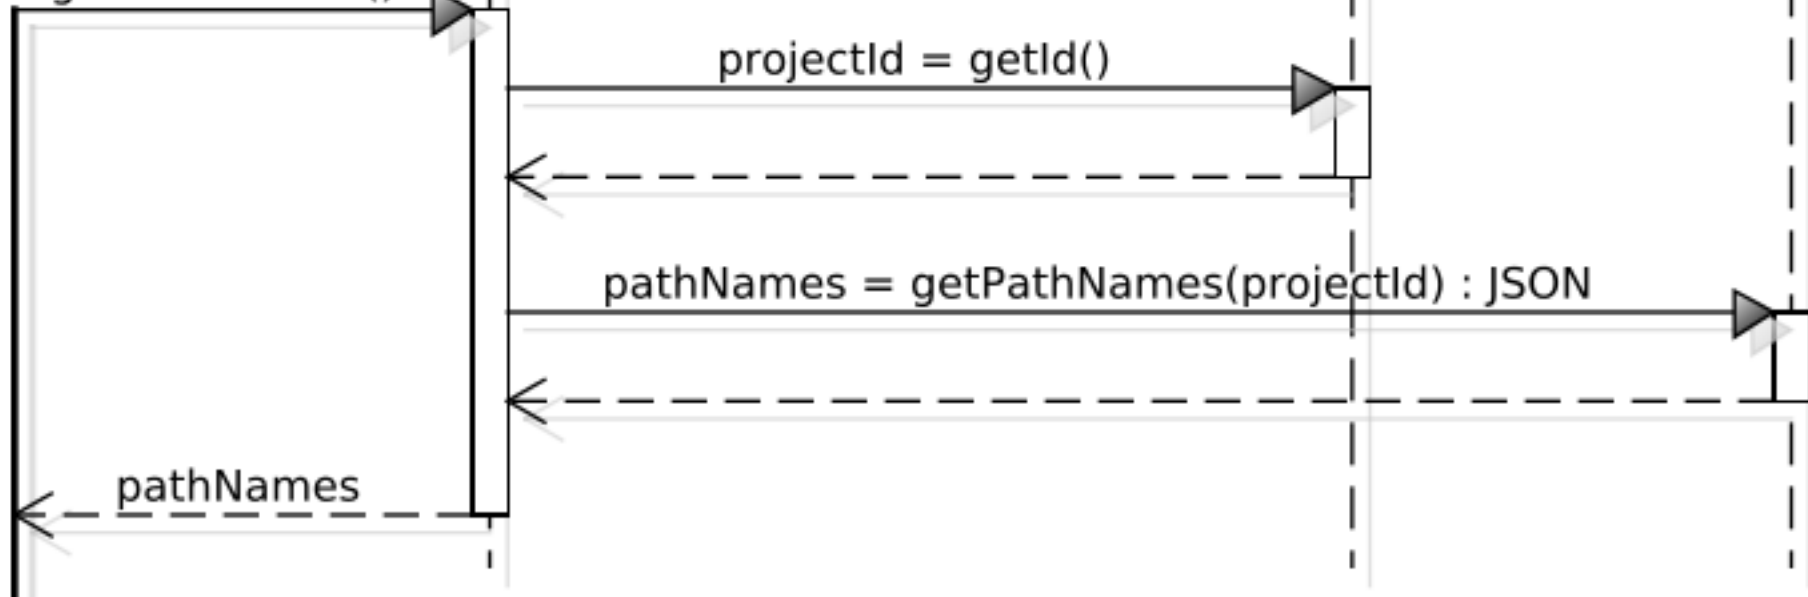 projectId = getId()
pathNames = getPathNames(projectId) : JSON
pathNames